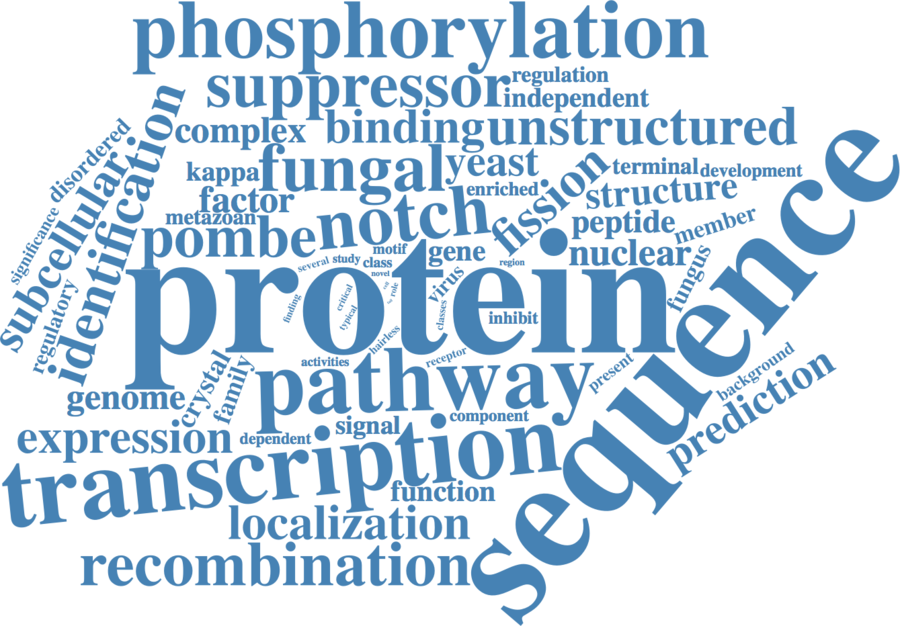 phosphorylation
suppressor
regulation
independent
complex
binding
unstructured
disordered
identification
subcellular
significance
regulatory
kappa
fungal
yeast
enriched
fission
terminal
development
factor
metazoan
structure
notch
peptide
member
pombe
motif
gene
nuclear
fungus
several
study
class
novel
region
protein
sequence
finding
critical
typical
role
virus
classes
inhibit
hairless
activities
receptor
pathway
present
background
prediction
crystal
family
genome
component
signal
expression
dependent
transcription
function
localization
recombination